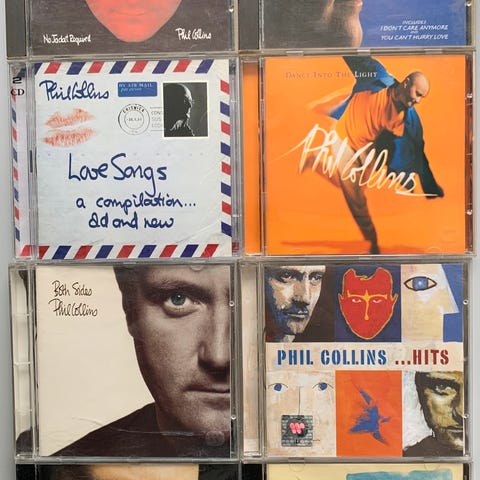 No Jacket Required
Phil Collins
INCLUDES
I DON'T CARE ANYMORE
AND
YOU CAN'T HURRY LOVE
2
CD
Phil Collins
BY AIR MAIL
Love Songs
a compilation...
old and new
DANCE INTO THE LIGHT
Phil Collins
Both Sides
Phil Collins
PHIL COLLINS ...HITS